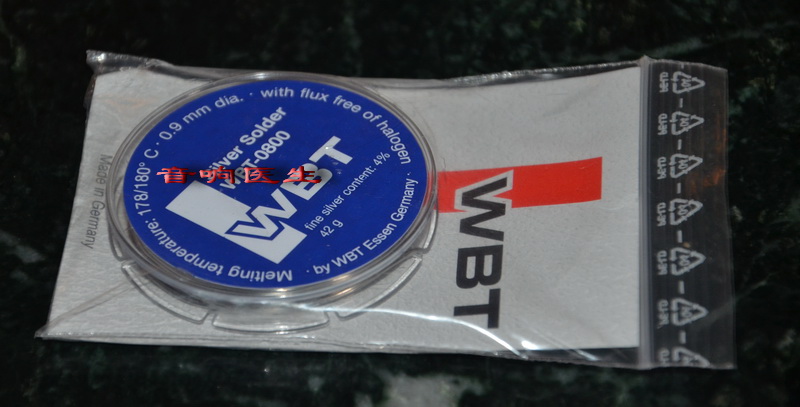 Melting temperature: 178/180° C · 0.9 mm dia. · with flux free of halogen
Silver Solder
WBT-0800
WBT
fine silver content: 4%
42 g
· by WBT Essen Germany ·
音响医生
Made in Germany
WBT